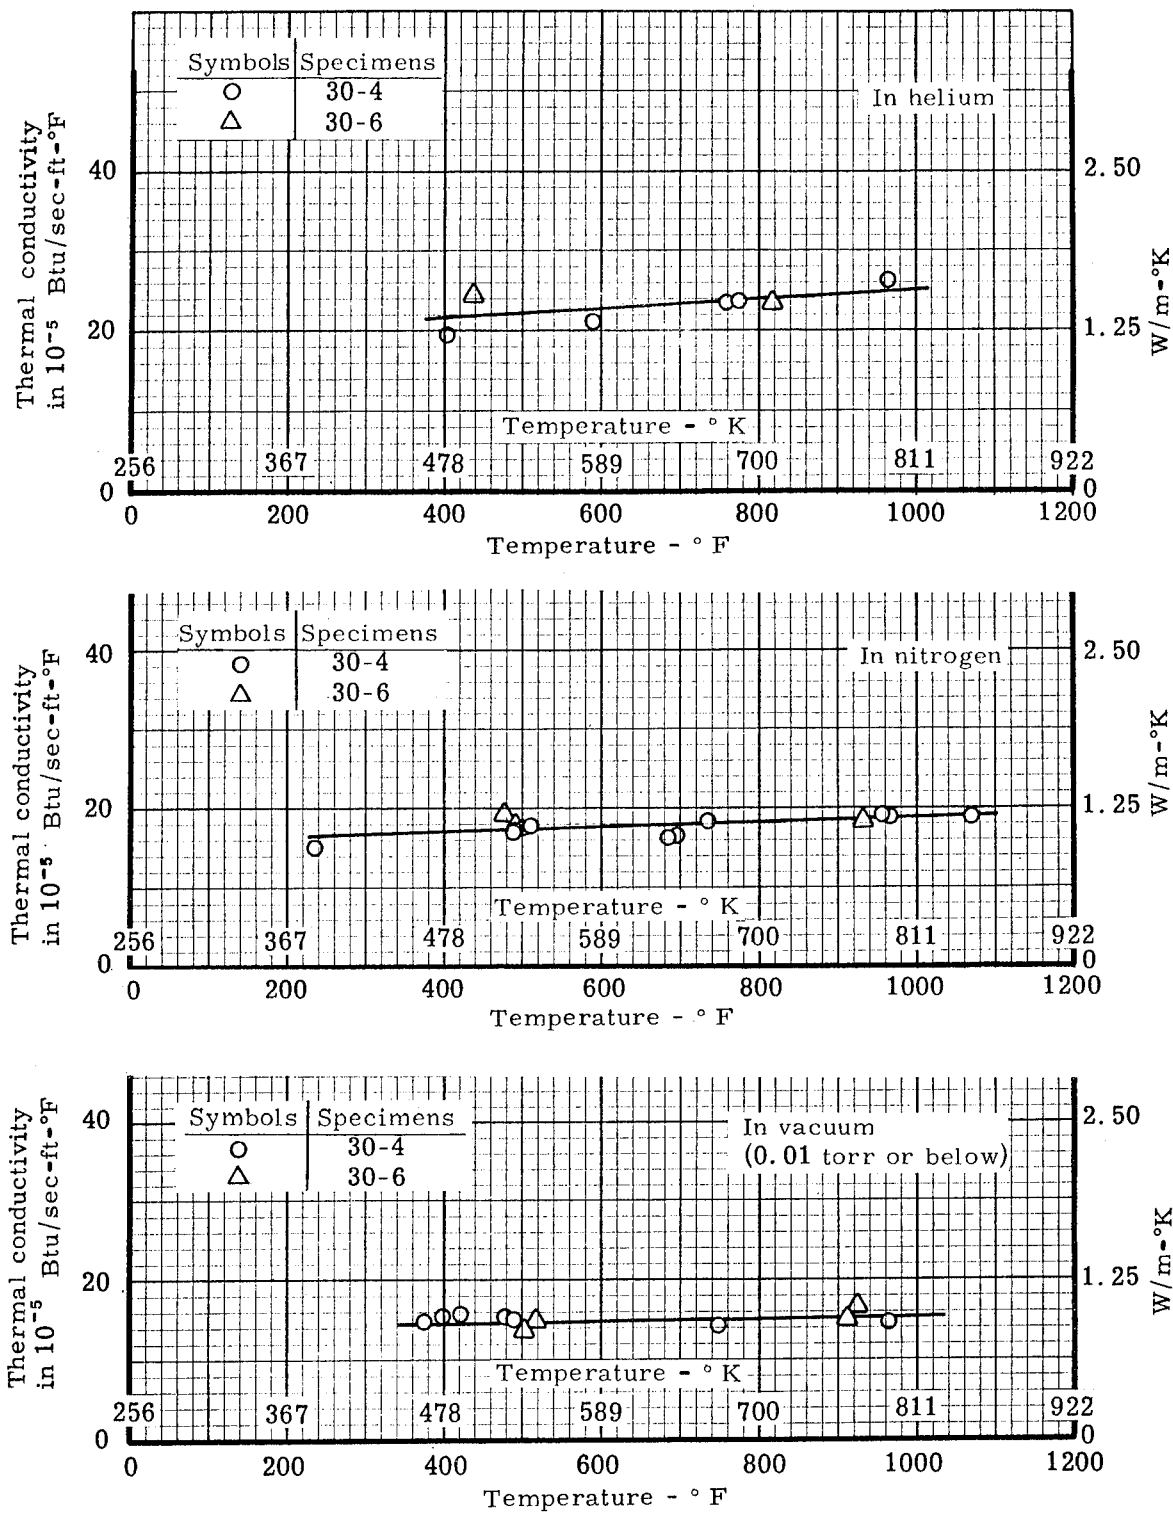 Symbols Specimens
30-4
30-6
In helium
Thermal conductivity
in 10⁻⁵ Btu/sec-ft-°F
40
20
0
2.50
1.25
0
W/m-°K
Temperature - ° K
256 367 478 589 700 811 922
0 200 400 600 800 1000 1200
Temperature - ° F
Symbols Specimens
30-4
30-6
In nitrogen
Thermal conductivity
in 10⁻⁵ Btu/sec-ft-°F
40
20
0
2.50
1.25
0
W/m-°K
Temperature - ° K
256 367 478 589 700 811 922
0 200 400 600 800 1000 1200
Temperature - ° F
Symbols Specimens
30-4
30-6
In vacuum
(0.01 torr or below)
Thermal conductivity
in 10⁻⁵ Btu/sec-ft-°F
40
20
0
2.50
1.25
0
W/m-°K
Temperature - ° K
256 367 478 589 700 811 922
0 200 400 600 800 1000 1200
Temperature - ° F